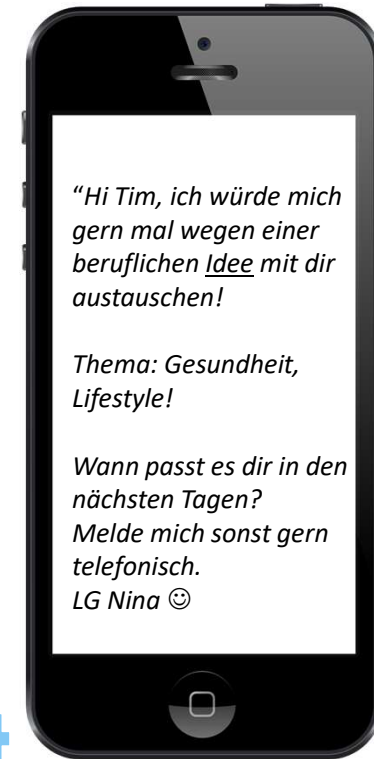 “Hi Tim, ich würde mich
gern mal wegen einer
beruflichen Idee mit dir
austauschen!
Thema: Gesundheit,
Lifestyle!
Wann passt es dir in den
nächsten Tagen?
Melde mich sonst gern
telefonisch.
LG Nina ☺